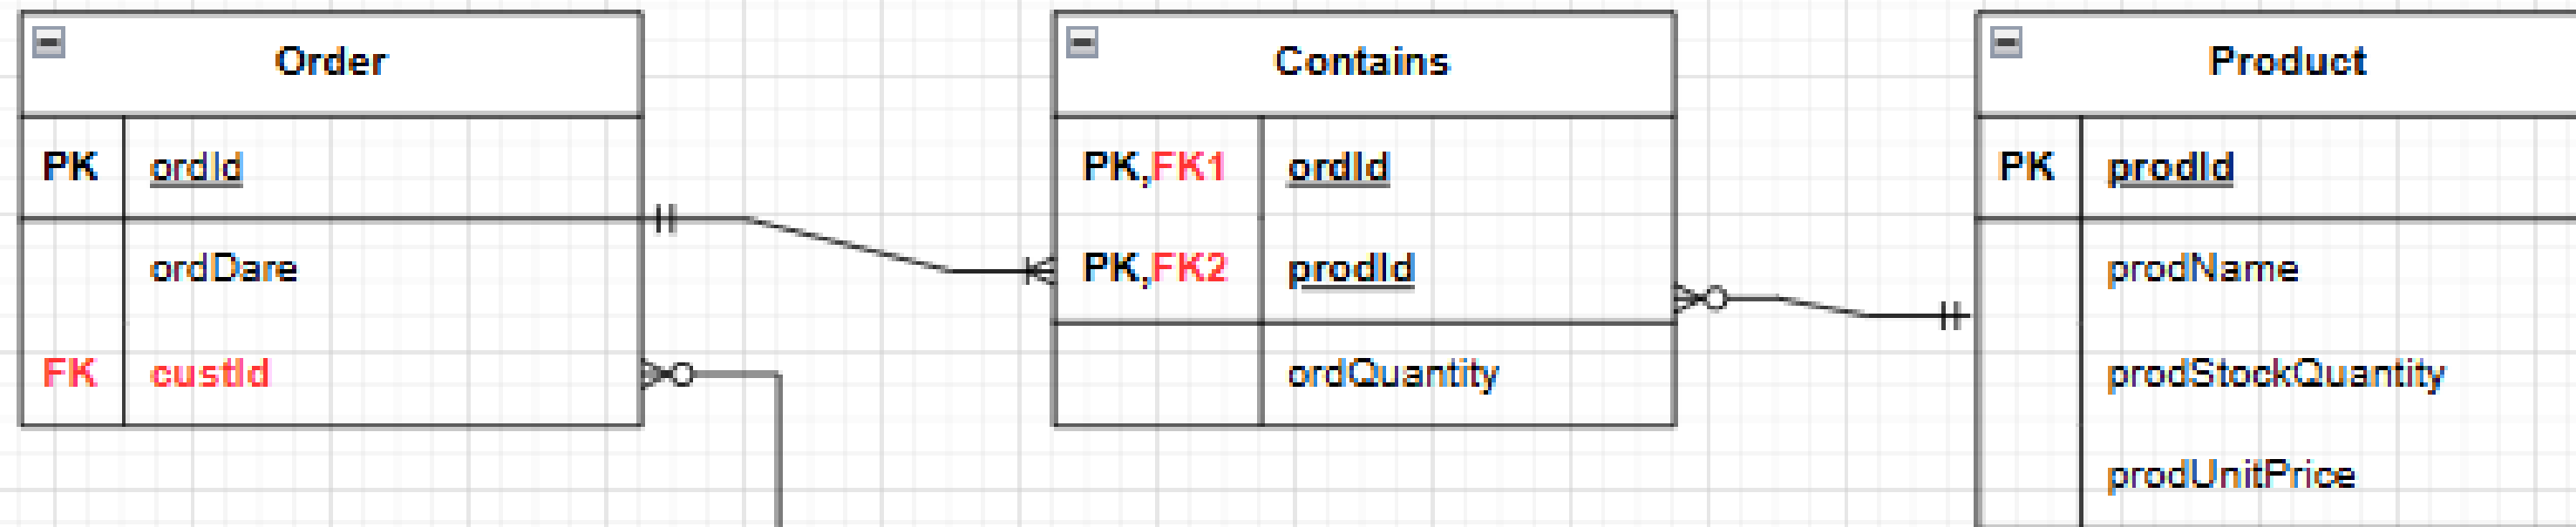 Order
PK ordId
ordDare
FK custId
Contains
PK,FK1 ordId
PK,FK2 prodId
ordQuantity
Product
PK prodId
prodName
prodStockQuantity
prodUnitPrice